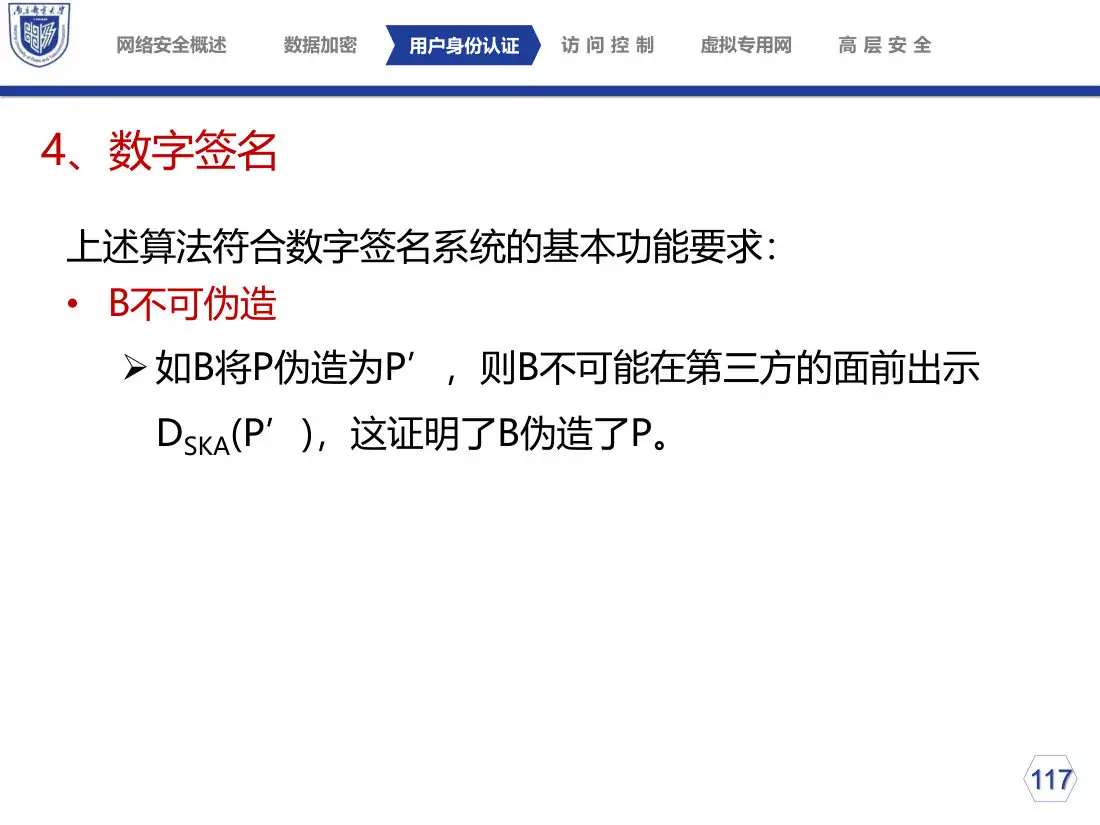 网络安全概述 数据加密 用户身份认证 访问控制 虚拟专用网 高层安全
4、数字签名
上述算法符合数字签名系统的基本功能要求：
• B不可伪造
➢ 如B将P伪造为P′，则B不可能在第三方的面前出示
DSKA(P′)，这证明了B伪造了P。
117